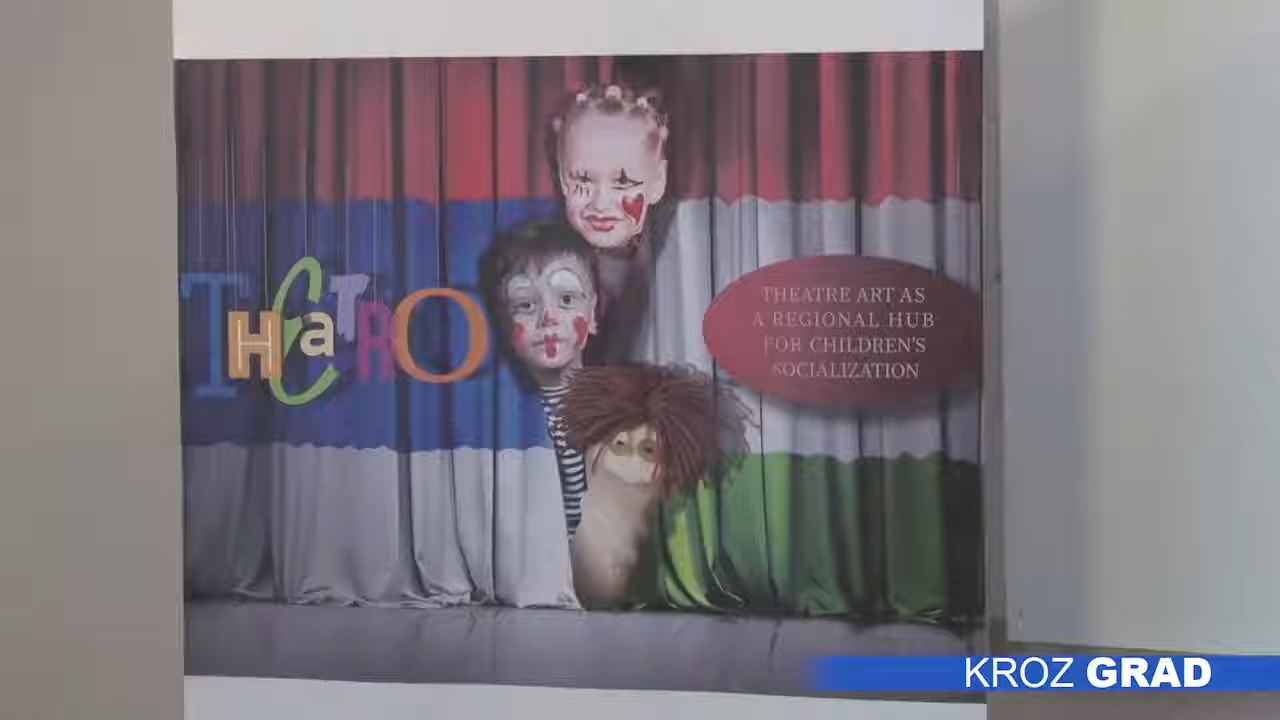 THEATRO
THEATRE ART AS
A REGIONAL HUB
FOR CHILDREN'S
SOCIALIZATION
KROZ GRAD